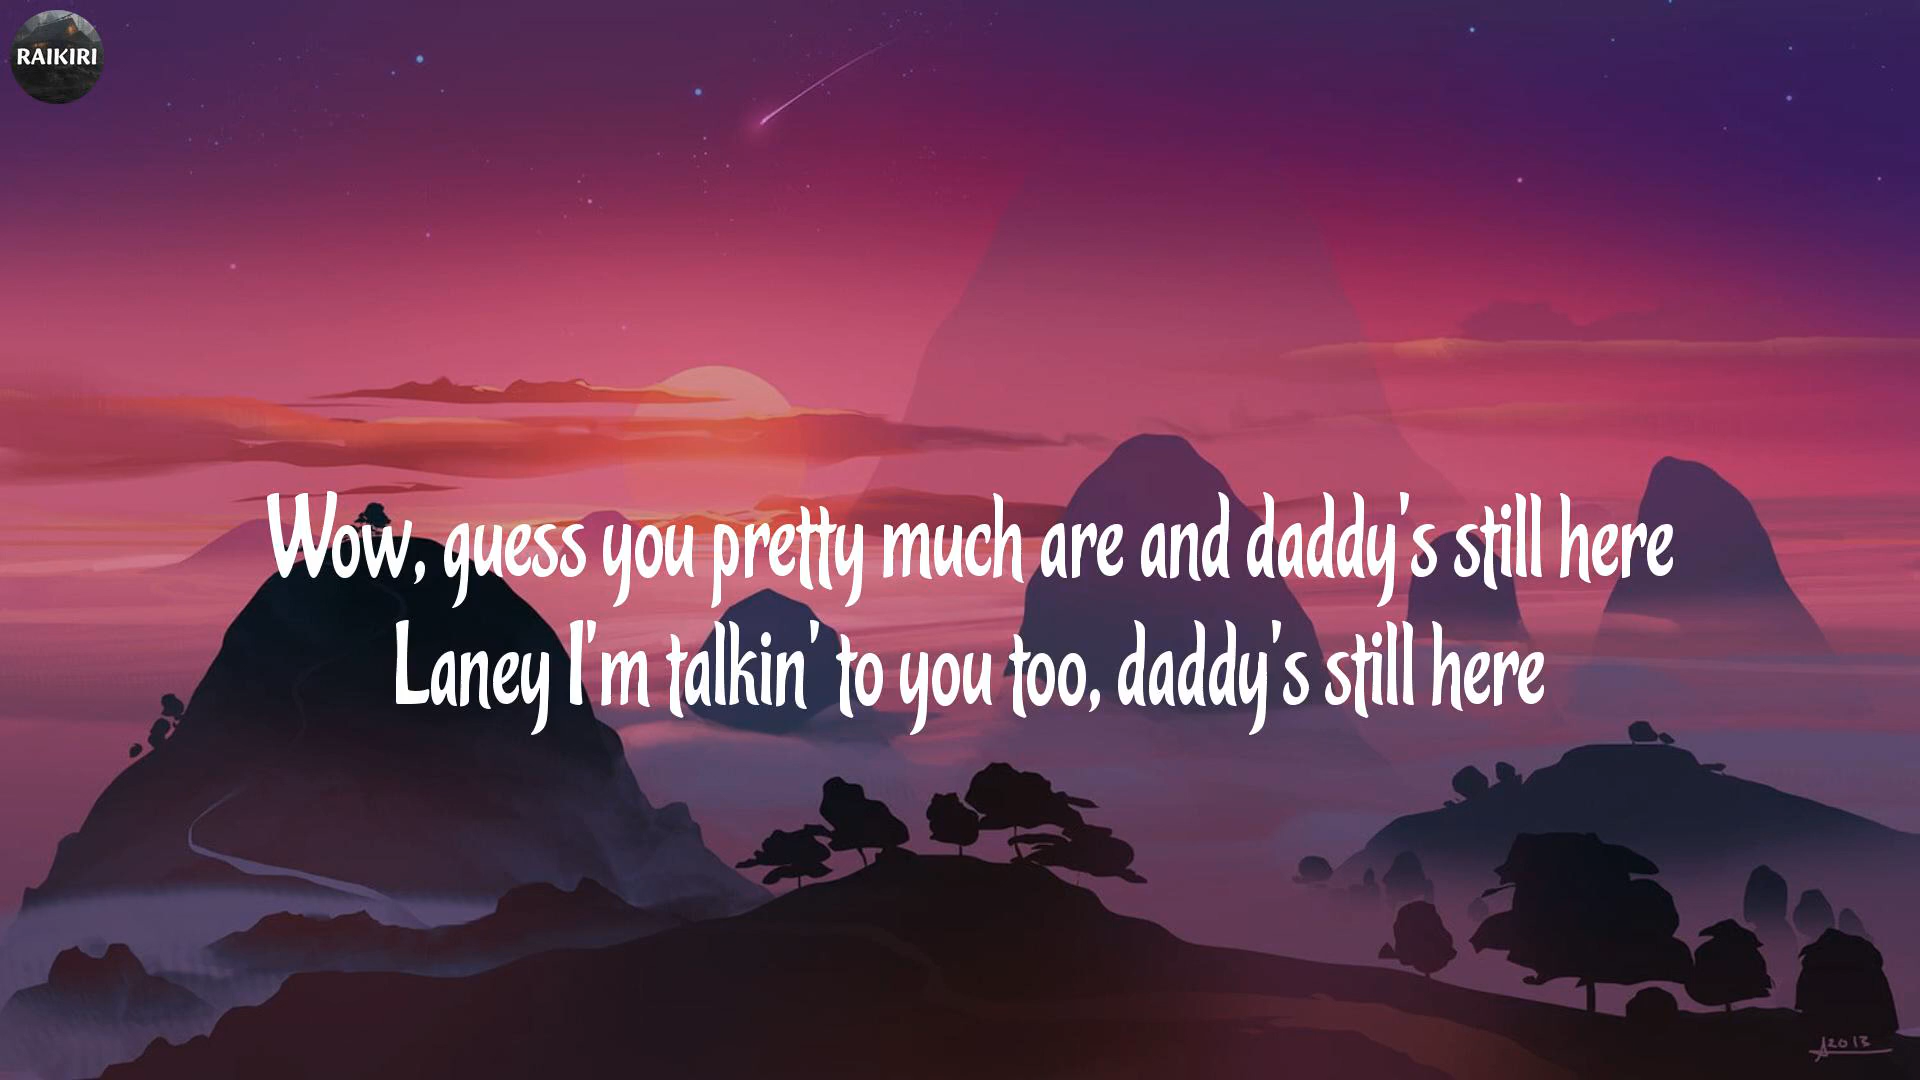 RAIKIRI
Wow, guess you pretty much are and daddy's still here
Laney I'm talkin' to you too, daddy's still here
2013